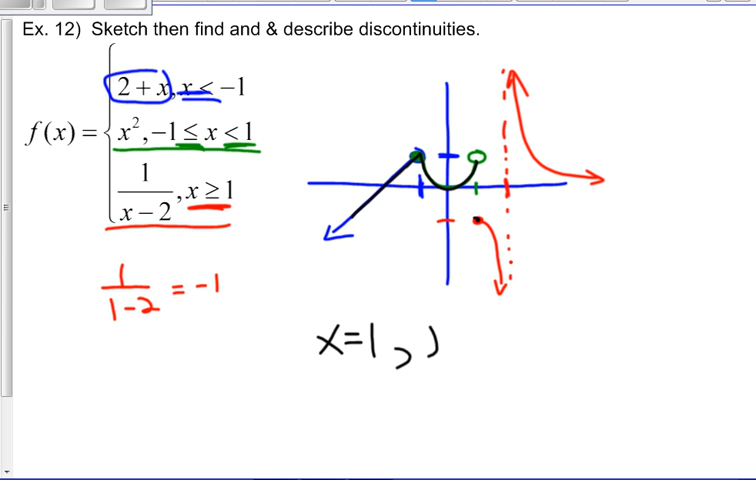 Ex. 12) Sketch then find and & describe discontinuities.
2 + x, x < -1
f(x) = { x², -1 ≤ x < 1
1/(x - 2), x ≥ 1
1/(1-2) = -1
x=1, J